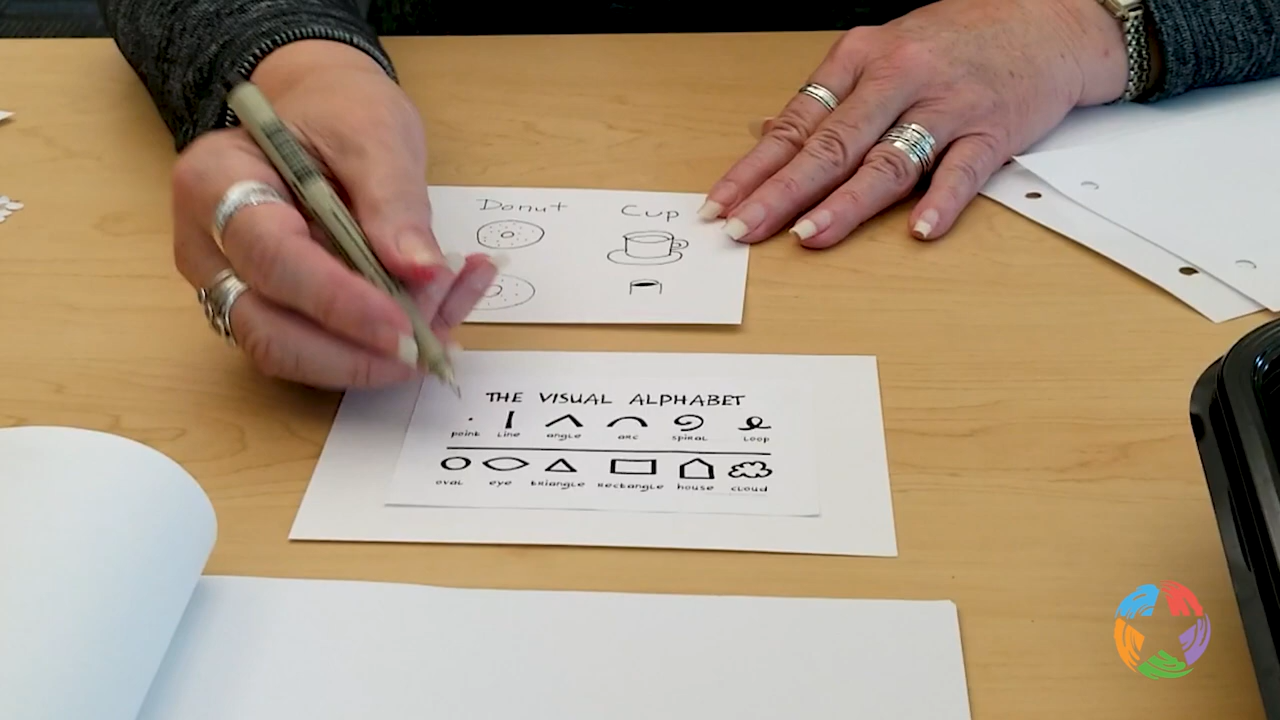 Donut Cup
THE VISUAL ALPHABET
point line angle arc spiral loop
oval eye triangle rectangle house cloud